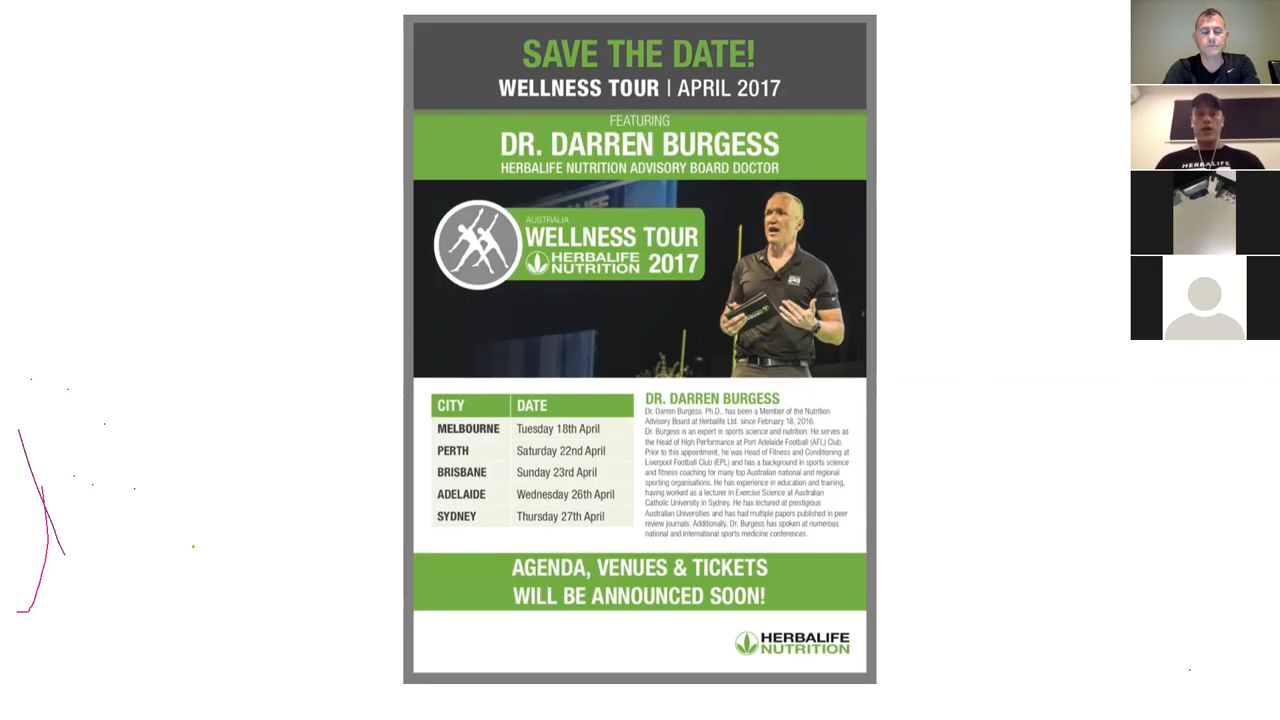 SAVE THE DATE!
WELLNESS TOUR | APRIL 2017
FEATURING
DR. DARREN BURGESS
HERBALIFE NUTRITION ADVISORY BOARD DOCTOR
AUSTRALIA
WELLNESS TOUR
HERBALIFE NUTRITION 2017
CITY DATE
MELBOURNE Tuesday 18th April
PERTH Saturday 22nd April
BRISBANE Sunday 23rd April
ADELAIDE Wednesday 26th April
SYDNEY Thursday 27th April
DR. DARREN BURGESS
Dr. Darren Burgess, Ph.D., has been a Member of the Nutrition
Advisory Board at Herbalife Ltd. since February 18, 2016.
Dr. Burgess is an expert in sports science and nutrition. He serves as
the Head of High Performance at Port Adelaide Football (AFL) Club.
Prior to this appointment, he was Head of Fitness and Conditioning at
Liverpool Football Club (EPL) and has a background in sports science
and fitness coaching for many top Australian national and regional
sporting organisations. He has experience in education and training,
having worked as a lecturer in Exercise Science at Australian
Catholic University in Sydney. He has lectured at prestigious
Australian Universities and has had multiple papers published in peer
review journals. Additionally, Dr. Burgess has spoken at numerous
national and international sports medicine conferences.
AGENDA, VENUES & TICKETS
WILL BE ANNOUNCED SOON!
HERBALIFE
NUTRITION
HERBALIFE